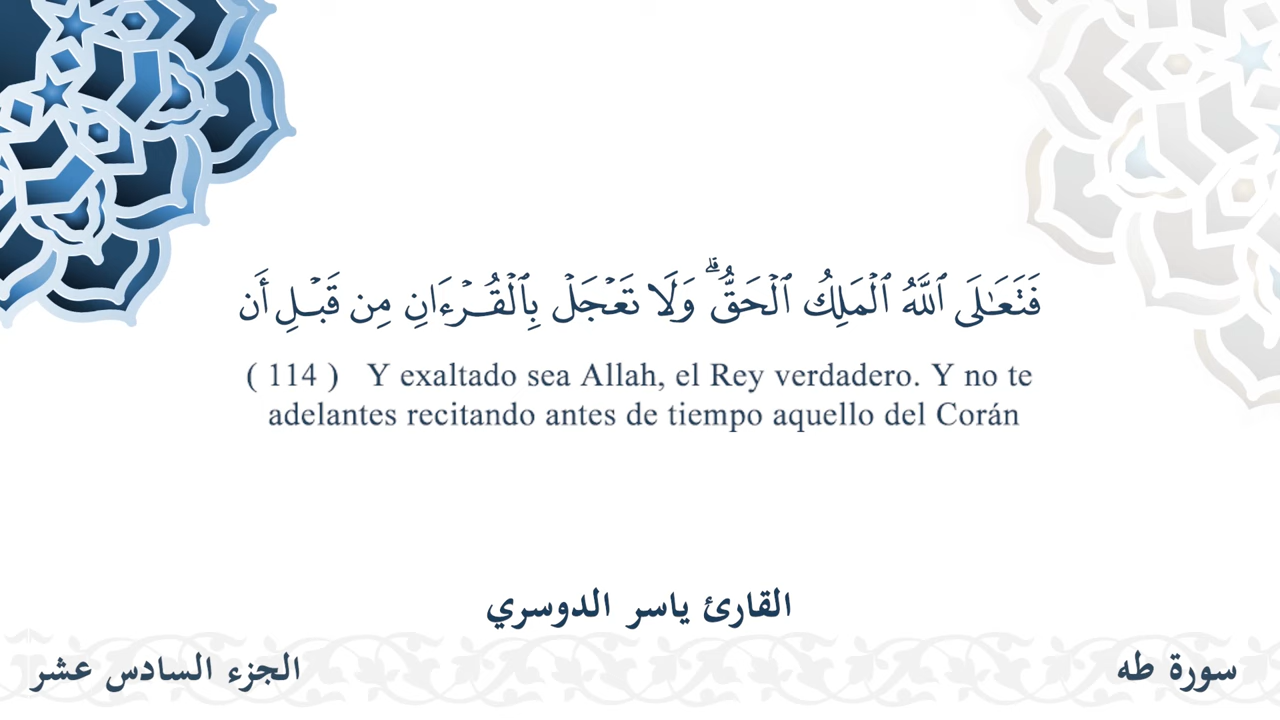 فَتَعَـٰلَى ٱللَّهُ ٱلۡمَلِكُ ٱلۡحَقُّۗ وَلَا تَعۡجَلۡ بِٱلۡقُرۡءَانِ مِن قَبۡلِ أَن
( 114 ) Y exaltado sea Allah, el Rey verdadero. Y no te
adelantes recitando antes de tiempo aquello del Corán
القارئ ياسر الدوسري
سورة طه
الجزء السادس عشر